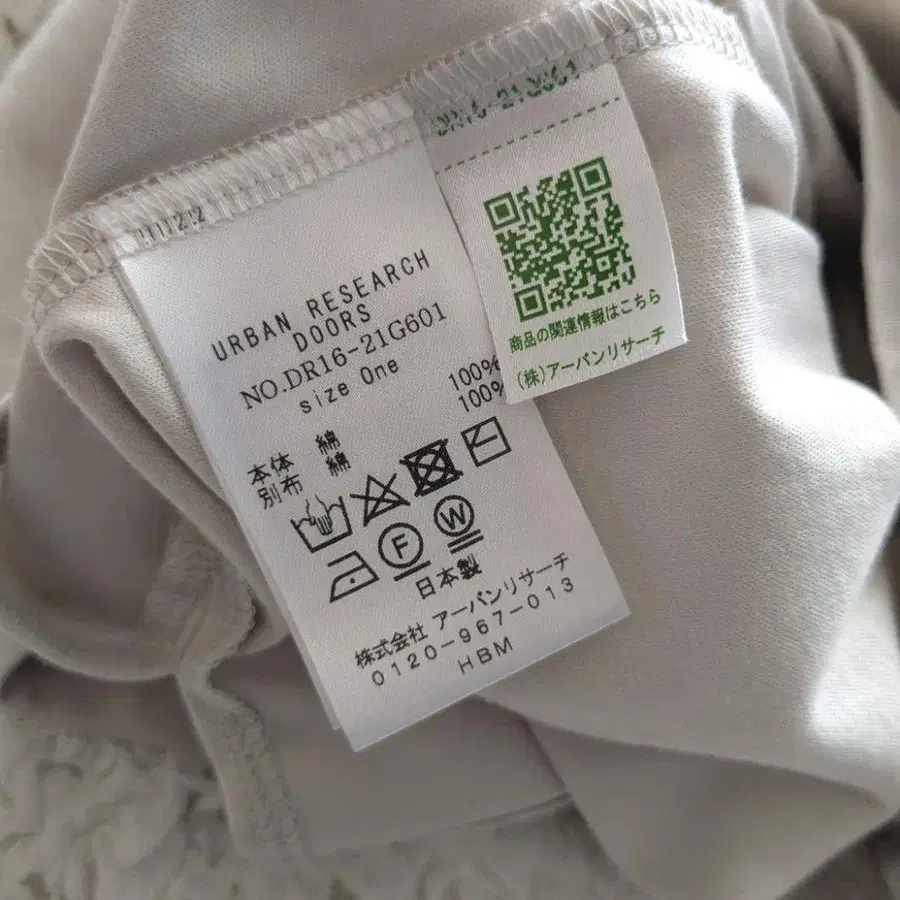 URBAN RESEARCH
DOORS
NO.DR16-21G601
size One
本体 綿 100%
別布 綿 100%
F
W
日本製
株式会社 アーバンリサーチ
0120-967-013
HBM
商品の関連情報はこちら
(株)アーバンリサーチ